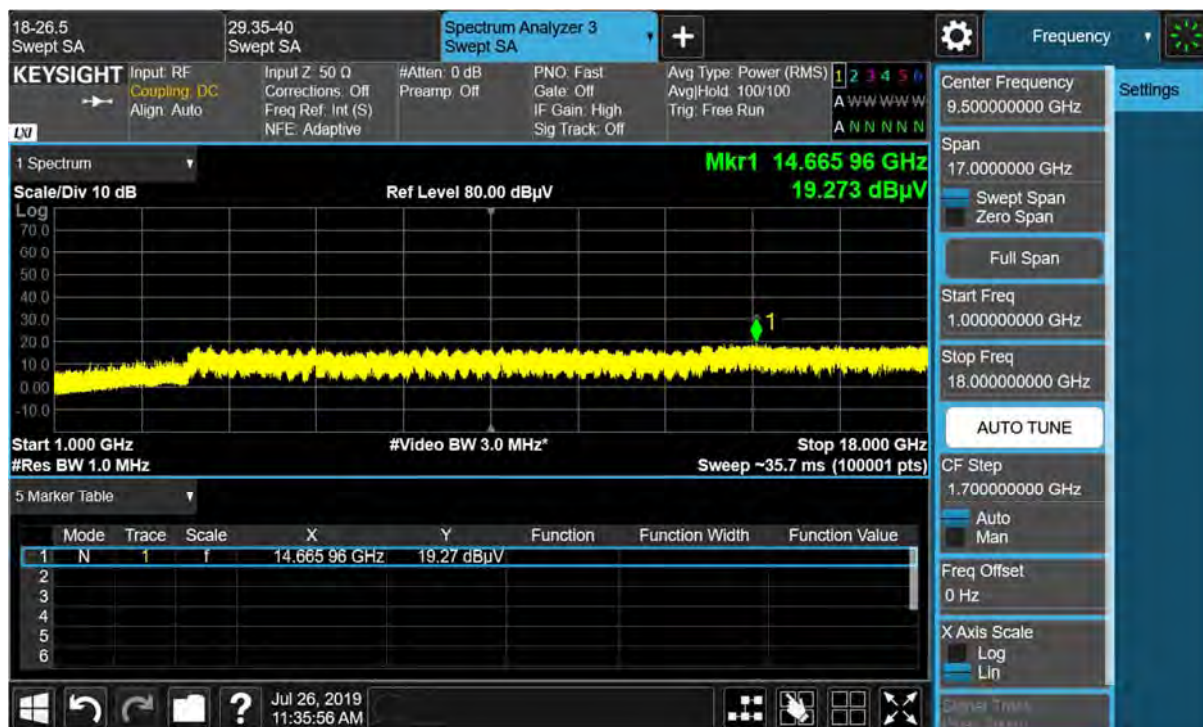 18-26.5
Swept SA
29.35-40
Swept SA
Spectrum Analyzer 3
Swept SA
Frequency
KEYSIGHT
LXI
Input: RF
Coupling: DC
Align: Auto
Input Z: 50 Ω
Corrections: Off
Freq Ref: Int (S)
NFE: Adaptive
#Atten: 0 dB
Preamp: Off
PNO: Fast
Gate: Off
IF Gain: High
Sig Track: Off
Avg Type: Power (RMS)
Avg|Hold: 100/100
Trig: Free Run
1 2 3 4 5 6
A W W W W W
A N N N N N
1 Spectrum
Mkr1 14.665 96 GHz
Scale/Div 10 dB
Ref Level 80.00 dBµV
19.273 dBµV
Log
70.0
60.0
50.0
40.0
30.0
20.0
10.0
0.00
-10.0
1
Start 1.000 GHz
#Video BW 3.0 MHz*
Stop 18.000 GHz
#Res BW 1.0 MHz
Sweep ~35.7 ms (100001 pts)
5 Marker Table
Mode Trace Scale X Y Function Function Width Function Value
1 N 1 f 14.665 96 GHz 19.27 dBµV
2
3
4
5
6
Jul 26, 2019
11:35:56 AM
Center Frequency
9.500000000 GHz
Span
17.0000000 GHz
Swept Span
Zero Span
Full Span
Start Freq
1.000000000 GHz
Stop Freq
18.000000000 GHz
AUTO TUNE
CF Step
1.700000000 GHz
Auto
Man
Freq Offset
0 Hz
X Axis Scale
Log
Lin
Settings